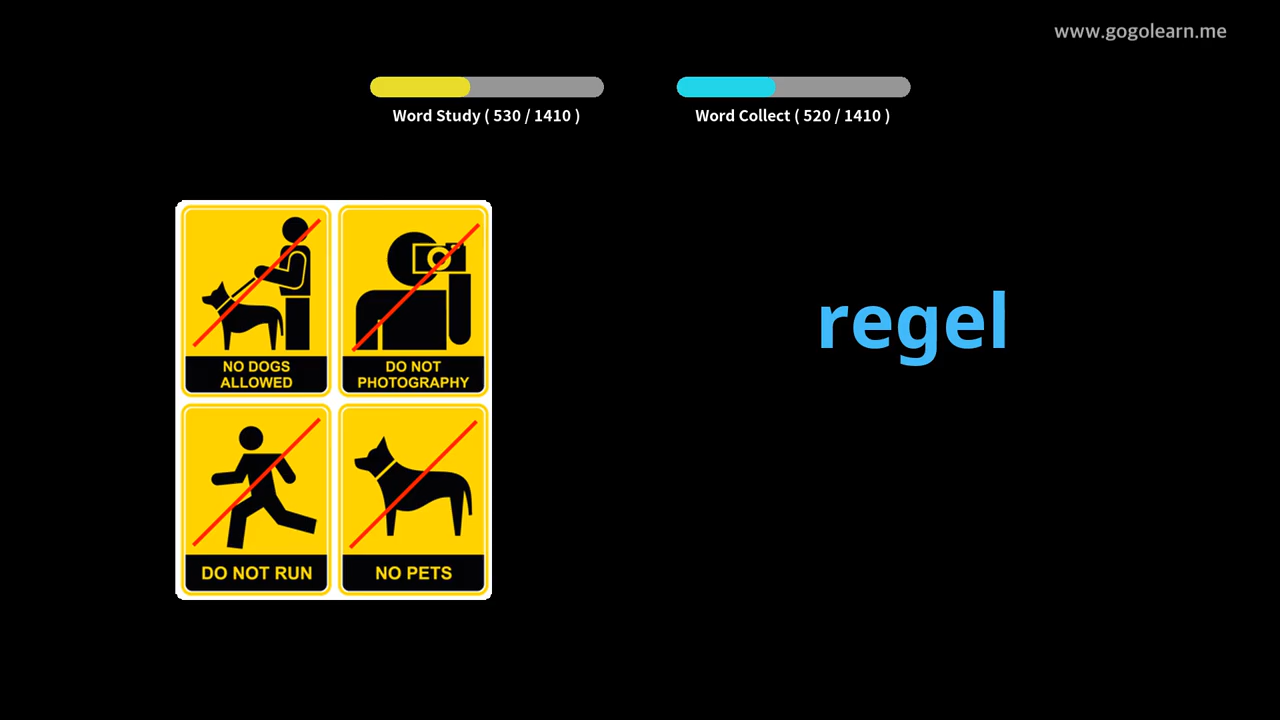 www.gogolearn.me
Word Study ( 530 / 1410 )
Word Collect ( 520 / 1410 )
NO DOGS
ALLOWED
DO NOT
PHOTOGRAPHY
DO NOT RUN
NO PETS
regel